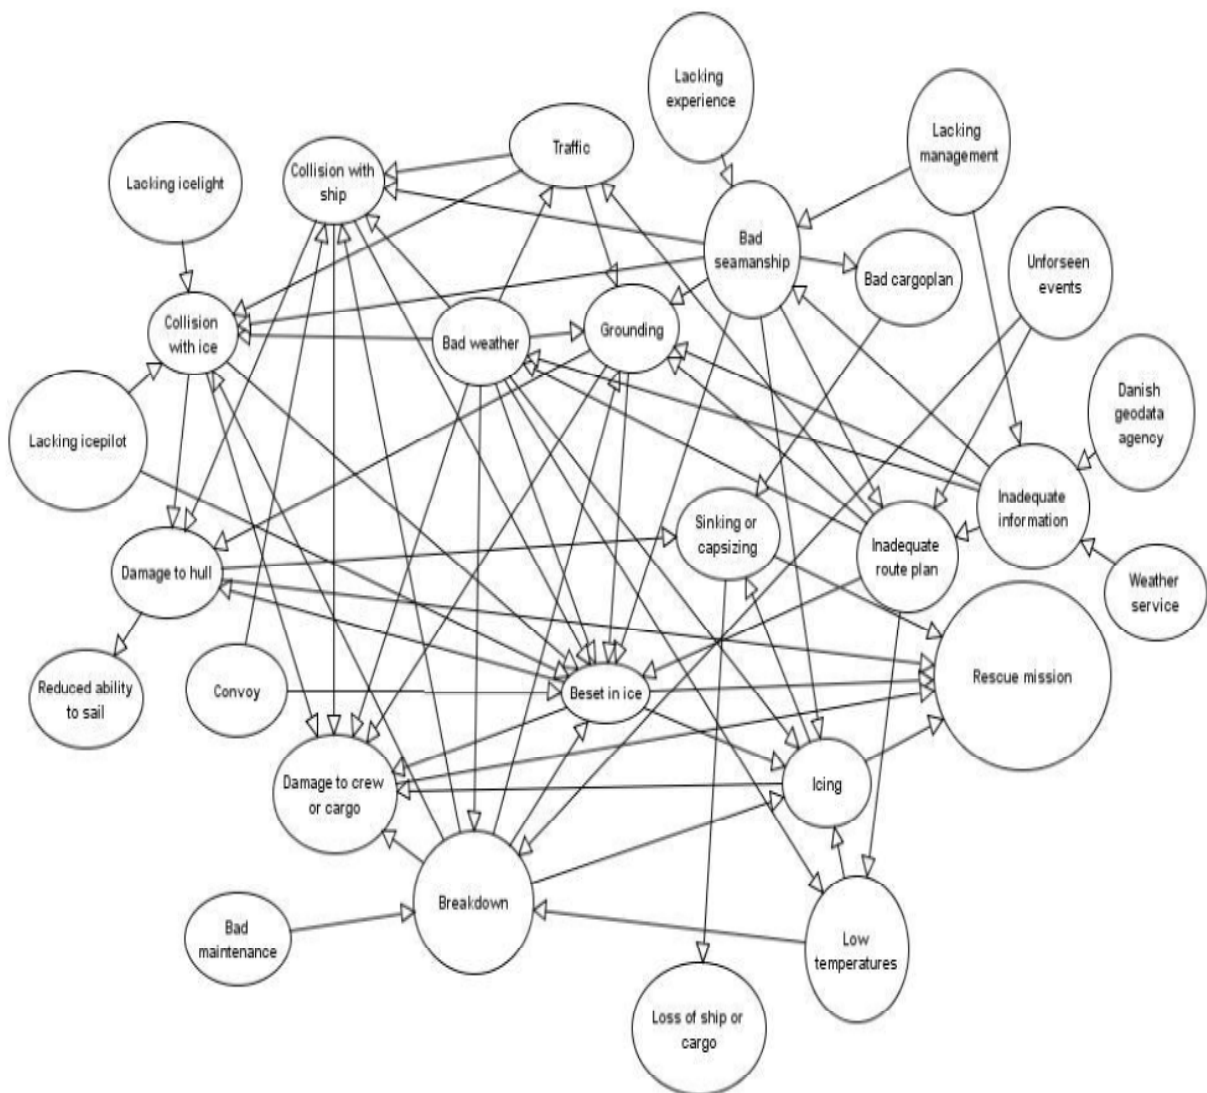 Lacking
experience
Lacking
management
Traffic
Collision with
ship
Lacking icelight
Bad
seamanship
Bad cargoplan
Unforseen
events
Collision
with ice
Bad weather
Grounding
Danish
geodata
agency
Lacking icepilot
Inadequate
information
Sinking or
capsizing
Inadequate
route plan
Damage to hull
Weather
service
Reduced ability
to sail
Convoy
Beset in ice
Rescue mission
Damage to crew
or cargo
Icing
Breakdown
Bad
maintenance
Low
temperatures
Loss of ship or
cargo